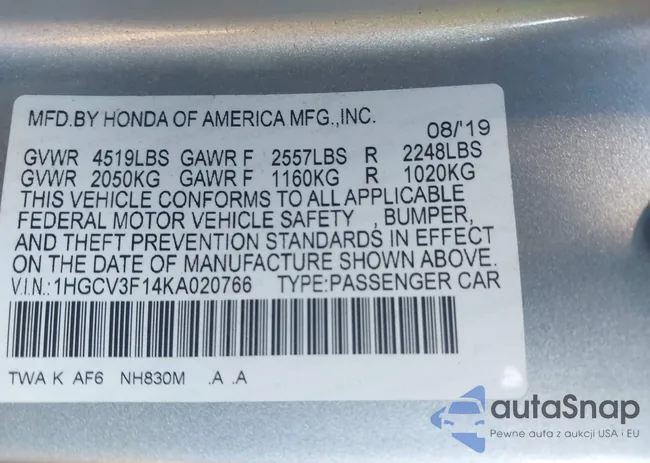 MFD.BY HONDA OF AMERICA MFG.,INC.
08/'19
GVWR 4519LBS GAWR F 2557LBS R 2248LBS
GVWR 2050KG GAWR F 1160KG R 1020KG
THIS VEHICLE CONFORMS TO ALL APPLICABLE
FEDERAL MOTOR VEHICLE SAFETY , BUMPER,
AND THEFT PREVENTION STANDARDS IN EFFECT
ON THE DATE OF MANUFACTURE SHOWN ABOVE.
V.I.N.:1HGCV3F14KA020766 TYPE:PASSENGER CAR
TWA K AF6 NH830M .A .A
autaSnap
Pewne auta z aukcji USA i EU